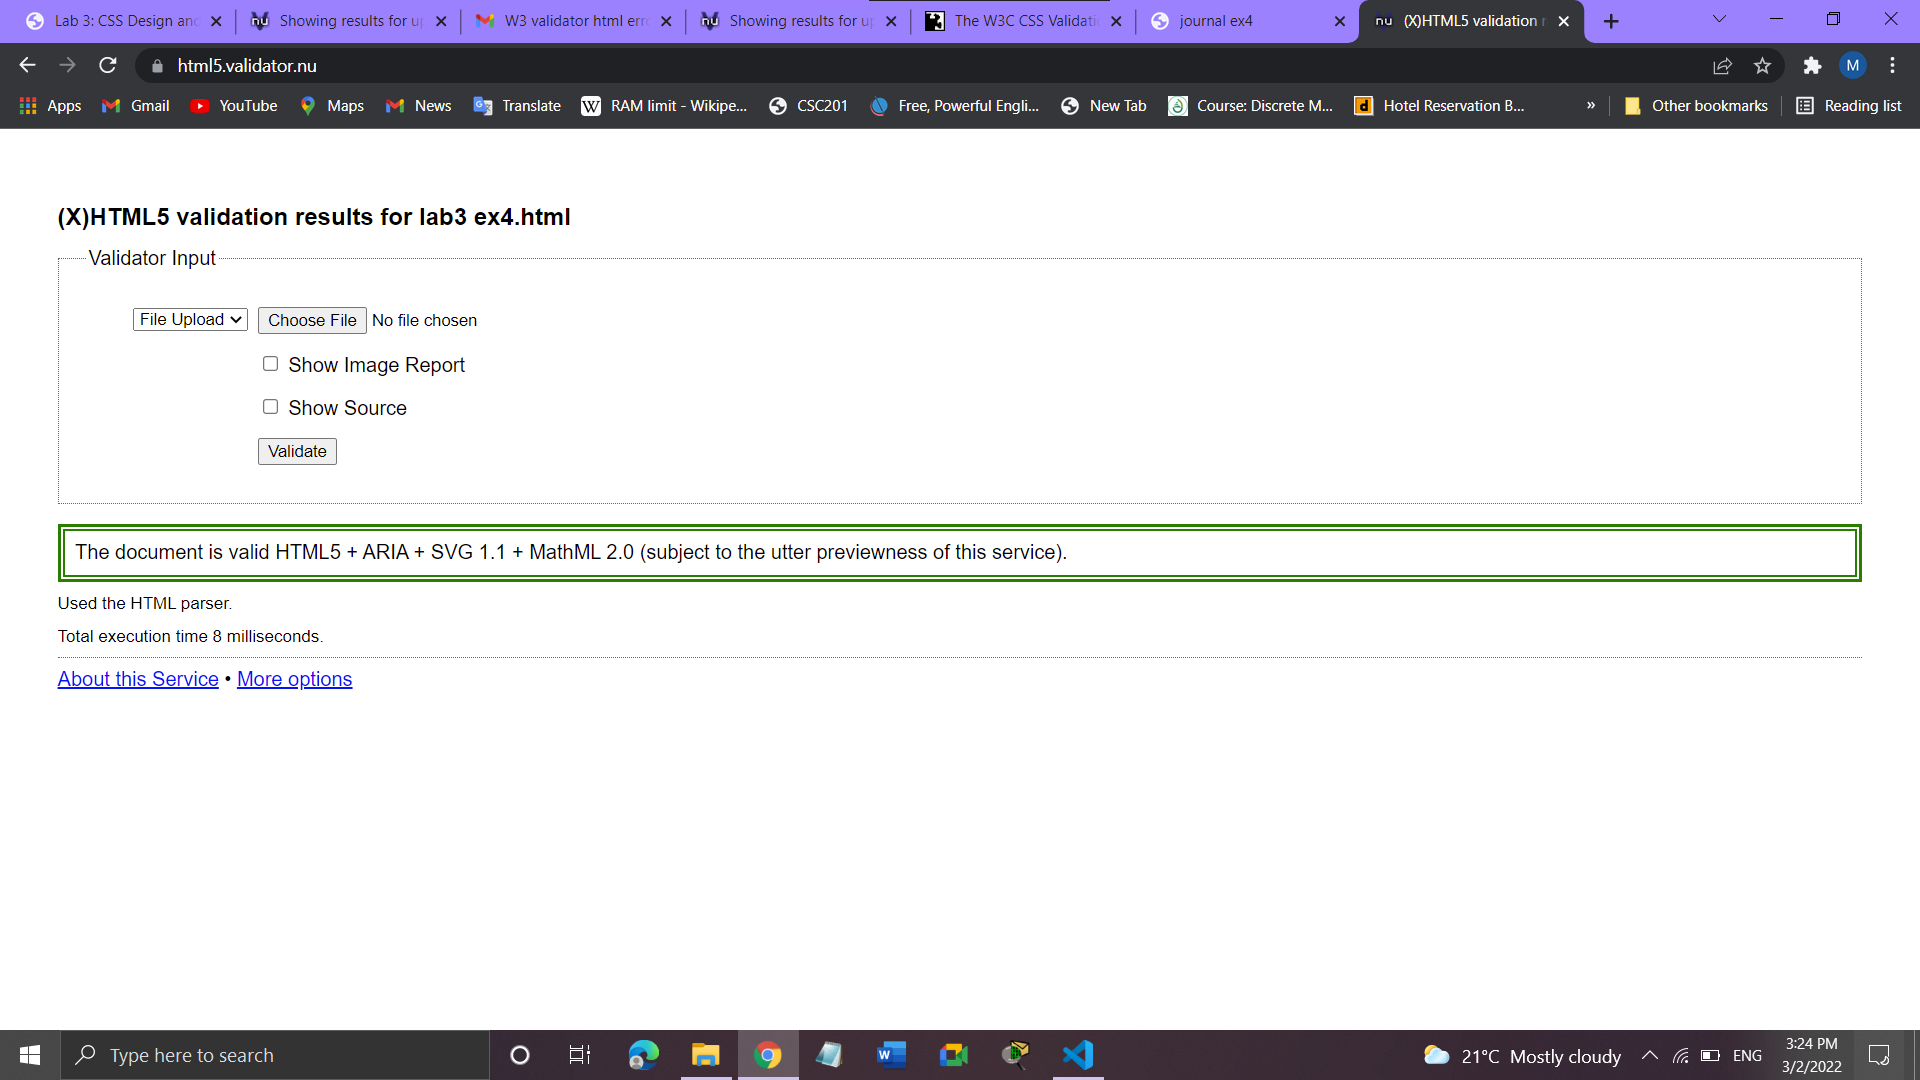 Lab 3: CSS Design and
Showing results for up
W3 validator html erro
Showing results for up
The W3C CSS Validati
journal ex4
(X)HTML5 validation r
html5.validator.nu
M
Apps
Gmail
YouTube
Maps
News
Translate
RAM limit - Wikipe...
CSC201
Free, Powerful Engli...
New Tab
Course: Discrete M...
Hotel Reservation B...
»
Other bookmarks
Reading list
(X)HTML5 validation results for lab3 ex4.html
Validator Input
File Upload
Choose File No file chosen
Show Image Report
Show Source
Validate
The document is valid HTML5 + ARIA + SVG 1.1 + MathML 2.0 (subject to the utter previewness of this service).
Used the HTML parser.
Total execution time 8 milliseconds.
About this Service • More options
Type here to search
21°C Mostly cloudy
ENG
3:24 PM
3/2/2022